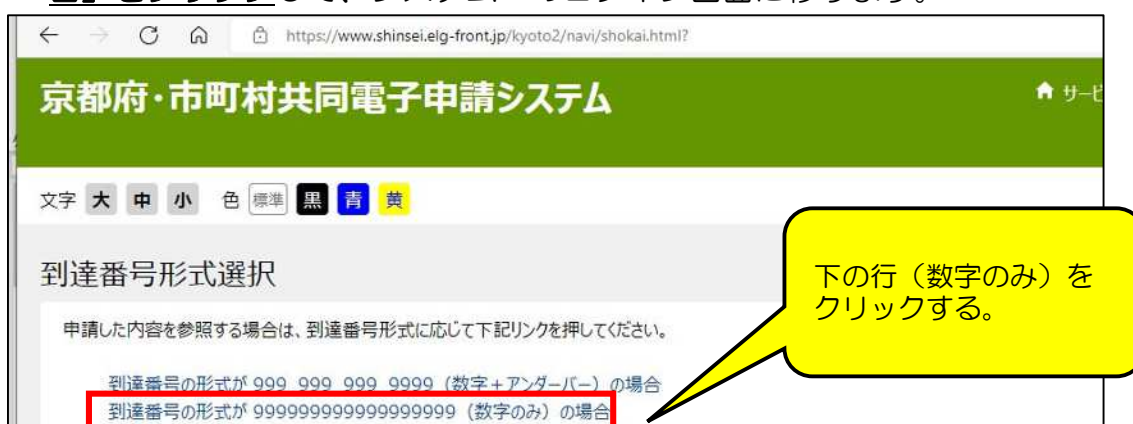 https://www.shinsei.elg-front.jp/kyoto2/navi/shokai.html?
京都府・市町村共同電子申請システム
サービ
文字 大 中 小 色 標準 黒 青 黄
到達番号形式選択
申請した内容を参照する場合は、到達番号形式に応じて下記リンクを押してください。
到達番号の形式が 999_999_999_9999（数字+アンダーバー）の場合
到達番号の形式が 999999999999999999（数字のみ）の場合
下の行（数字のみ）を
クリックする。